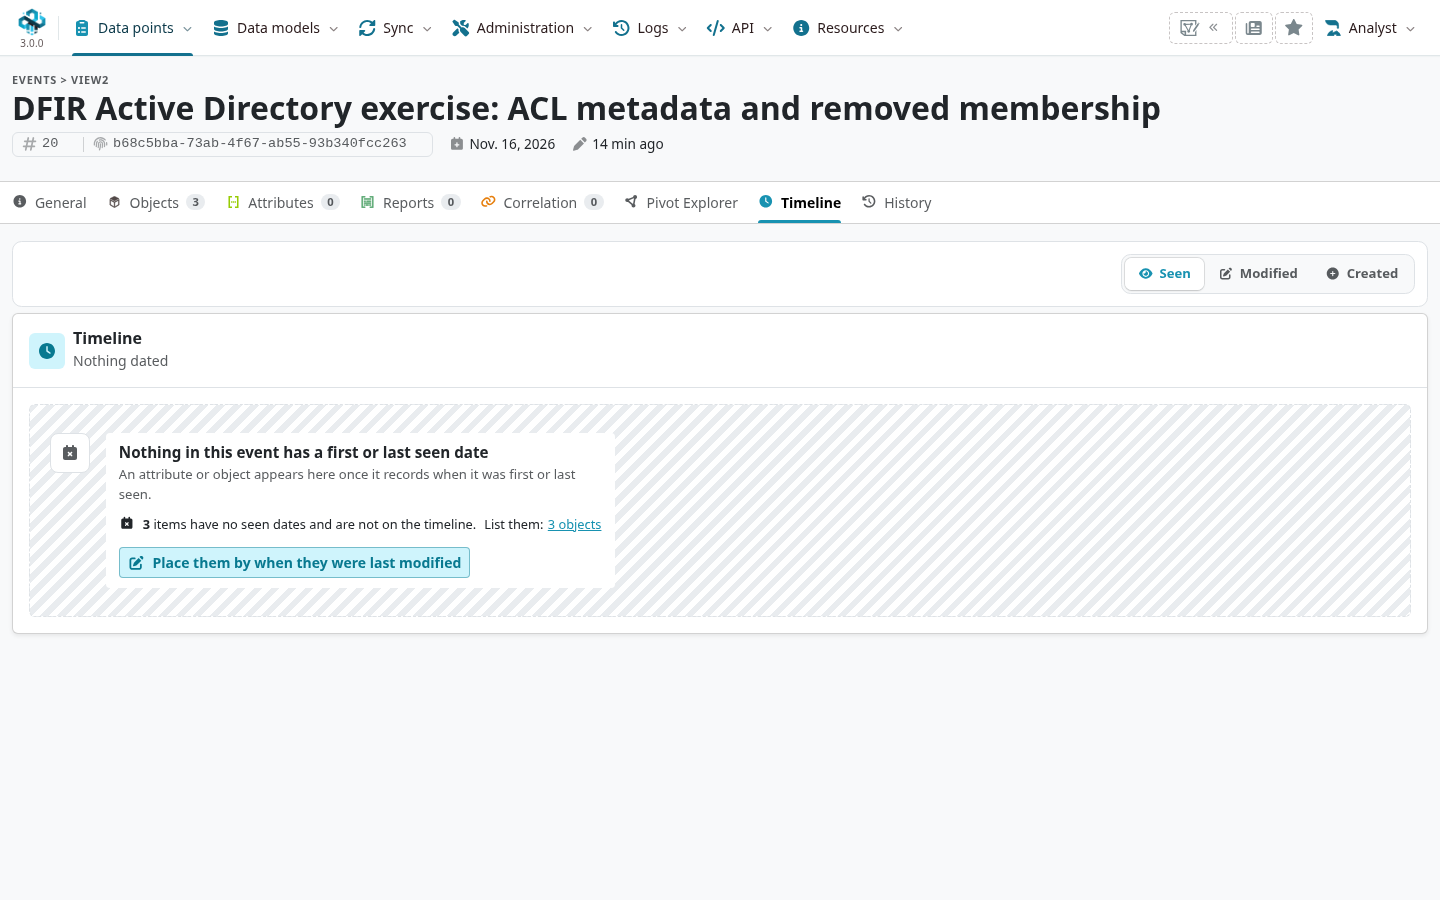 Data points
Data models
Sync
Administration
Logs
API
Resources
Analyst
3.0.0
EVENTS > VIEW2
DFIR Active Directory exercise: ACL metadata and removed membership
20
b68c5bba-73ab-4f67-ab55-93b340fcc263
Nov. 16, 2026
14 min ago
General
Objects 3
Attributes 0
Reports 0
Correlation 0
Pivot Explorer
Timeline
History
Seen
Modified
Created
Timeline
Nothing dated
Nothing in this event has a first or last seen date
An attribute or object appears here once it records when it was first or last
seen.
3 items have no seen dates and are not on the timeline. List them: 3 objects
Place them by when they were last modified